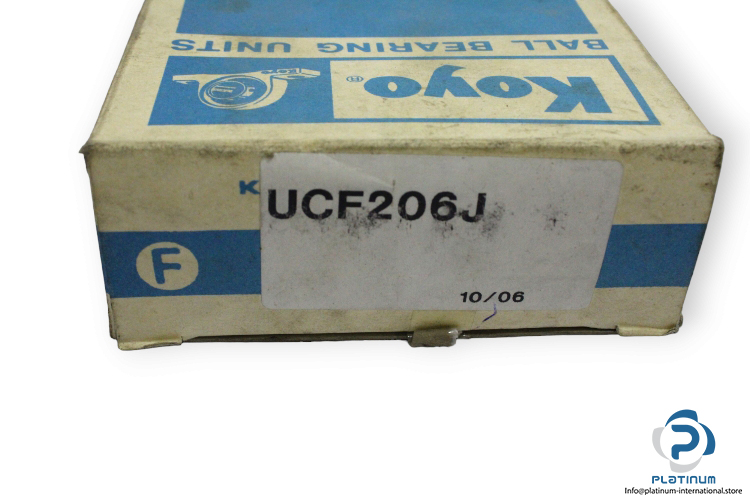 BALL BEARING UNITS
Koyo®
UCF206J
F
10/06
PLATINUM
Info@platinum-international.store